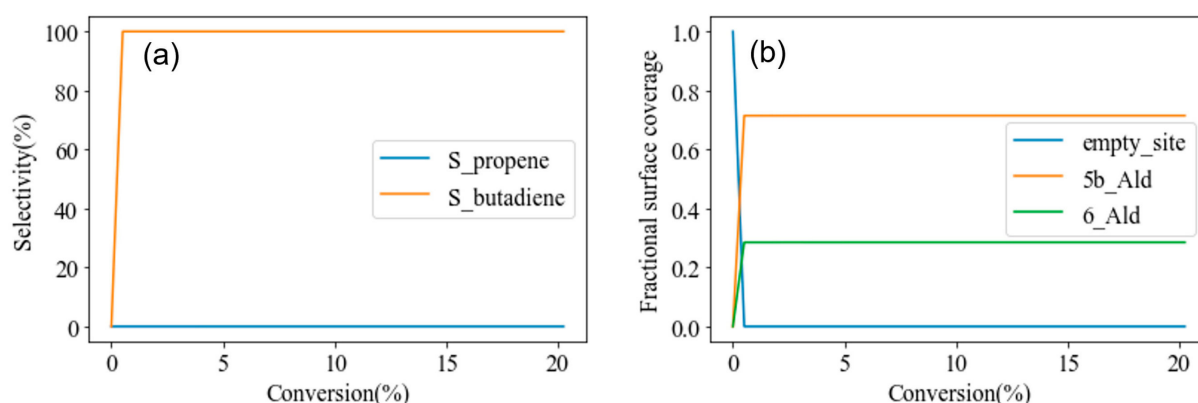 (a)
Selectivity(%)
100
80
60
40
20
0
S_propene
S_butadiene
0 5 10 15 20
Conversion(%)
(b)
Fractional surface coverage
1.0
0.8
0.6
0.4
0.2
0.0
empty_site
5b_Ald
6_Ald
0 5 10 15 20
Conversion(%)